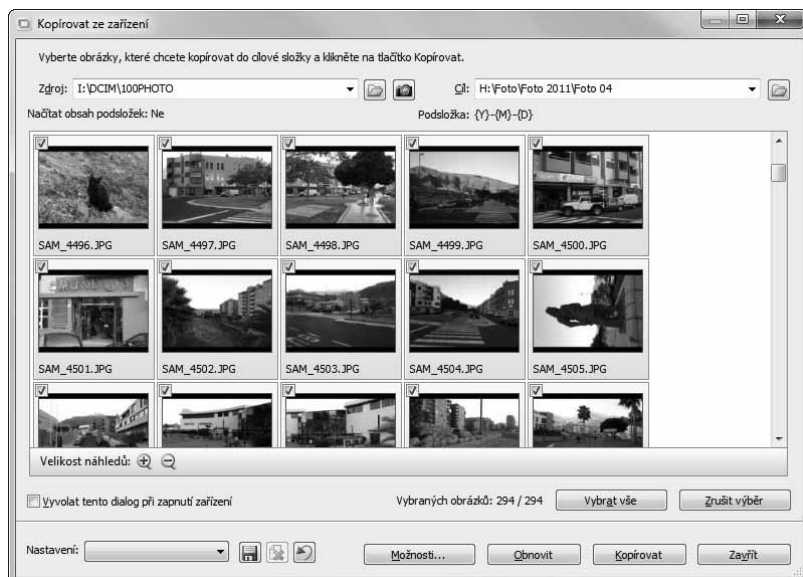 Kopírovat ze zařízení
Vyberte obrázky, které chcete kopírovat do cílové složky a klikněte na tlačítko Kopírovat.
Zdroj: I:\DCIM\100PHOTO
Cíl: H:\Foto\Foto 2011\Foto 04
Načítat obsah podsložek: Ne
Podsložka: {Y}-{M}-{D}
SAM_4496.JPG
SAM_4497.JPG
SAM_4498.JPG
SAM_4499.JPG
SAM_4500.JPG
SAM_4501.JPG
SAM_4502.JPG
SAM_4503.JPG
SAM_4504.JPG
SAM_4505.JPG
Velikost náhledů:
Vyvolat tento dialog při zapnutí zařízení
Vybraných obrázků: 294 / 294
Vybrat vše
Zrušit výběr
Nastavení:
Možnosti...
Obnovit
Kopírovat
Zavřít